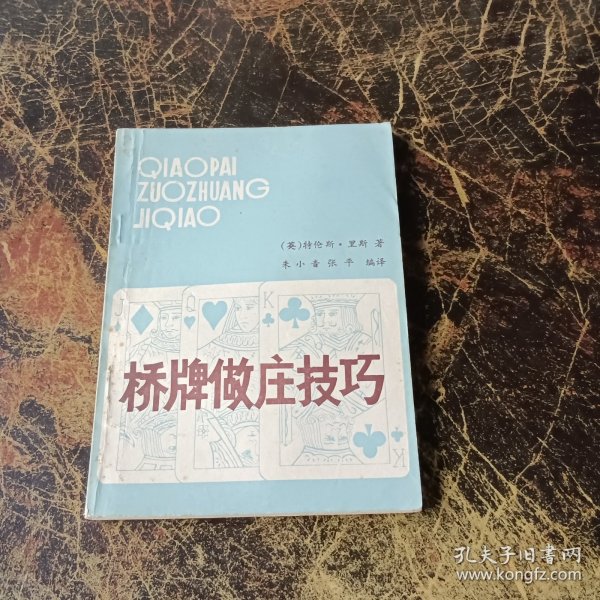 QIAOPAI
ZUOZHUANG
JIQIAO
(英)特伦斯·里斯 著
朱小音 张平 编译
J Q K
桥牌做庄技巧
K
孔夫子旧书网
www.kongfz.com